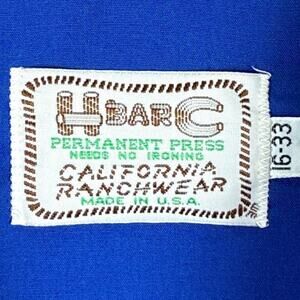 H BAR C
PERMANENT PRESS
NEEDS NO IRONING
CALIFORNIA
RANCHWEAR
MADE IN U.S.A.
16-33